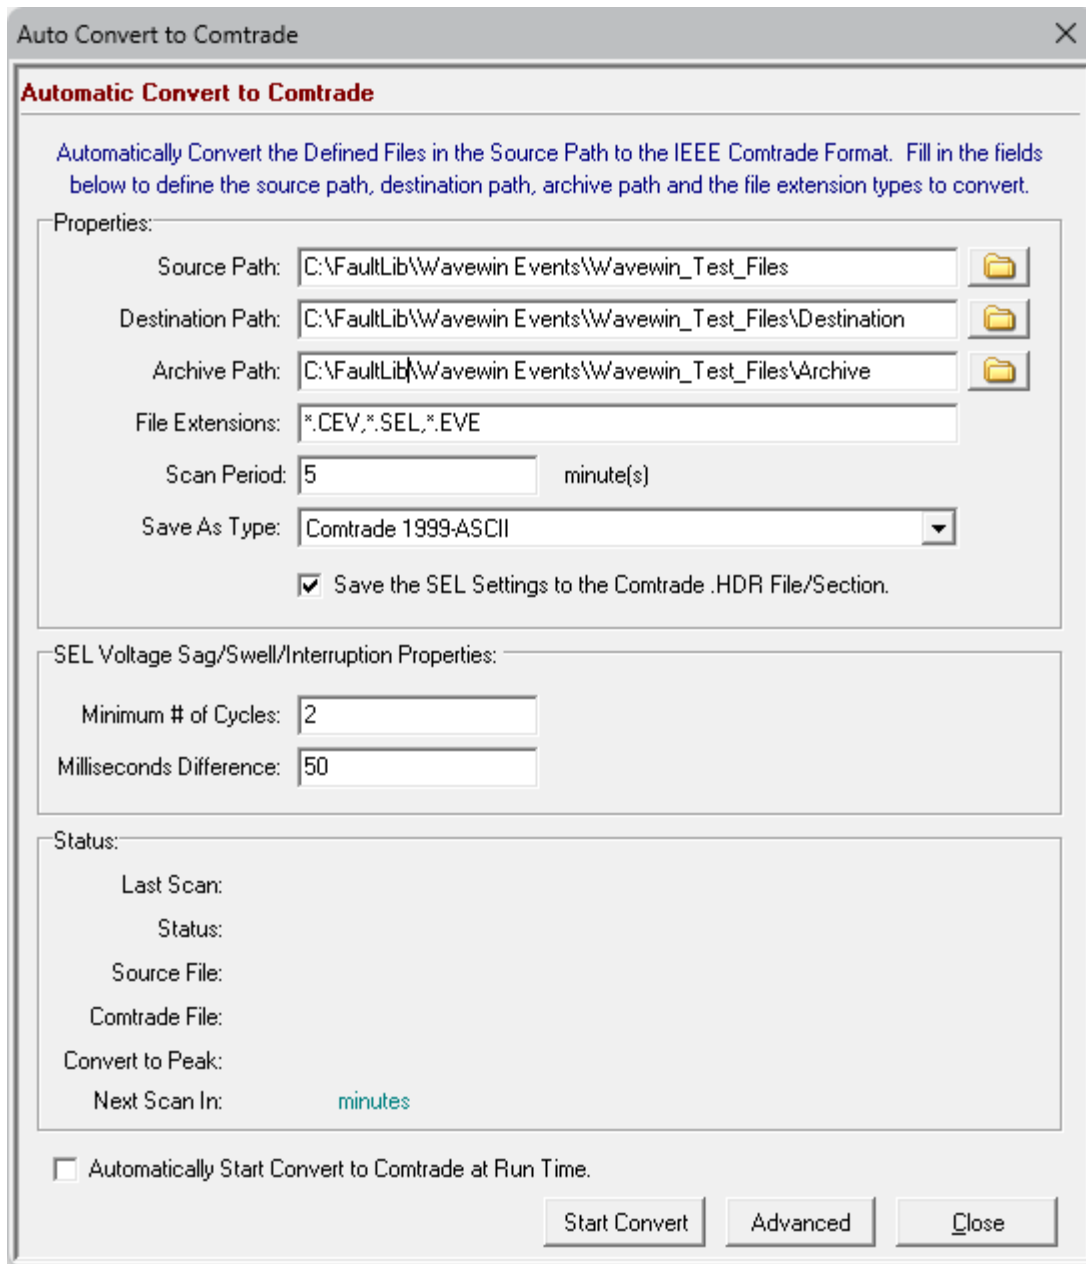 Auto Convert to Comtrade
Automatic Convert to Comtrade
Automatically Convert the Defined Files in the Source Path to the IEEE Comtrade Format. Fill in the fields
below to define the source path, destination path, archive path and the file extension types to convert.
Properties:
Source Path: C:\FaultLib\Wavewin Events\Wavewin_Test_Files
Destination Path: C:\FaultLib\Wavewin Events\Wavewin_Test_Files\Destination
Archive Path: C:\FaultLib\Wavewin Events\Wavewin_Test_Files\Archive
File Extensions: *.CEV,*.SEL,*.EVE
Scan Period: 5 minute(s)
Save As Type: Comtrade 1999-ASCII
Save the SEL Settings to the Comtrade .HDR File/Section.
SEL Voltage Sag/Swell/Interruption Properties:
Minimum # of Cycles: 2
Milliseconds Difference: 50
Status:
Last Scan:
Status:
Source File:
Comtrade File:
Convert to Peak:
Next Scan In: minutes
Automatically Start Convert to Comtrade at Run Time.
Start Convert Advanced Close